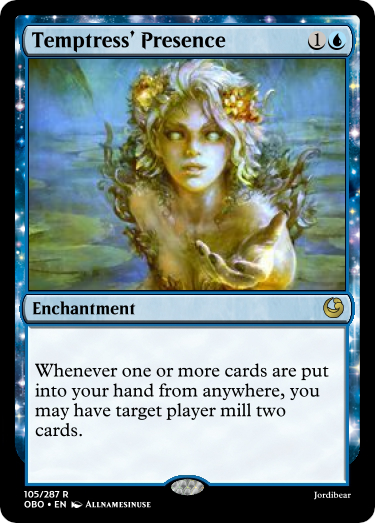 Temptress' Presence 1
Enchantment
Whenever one or more cards are put
into your hand from anywhere, you
may have target player mill two
cards.
105/287 R
OBO • EN ALLNAMESINUSE
Jordibear